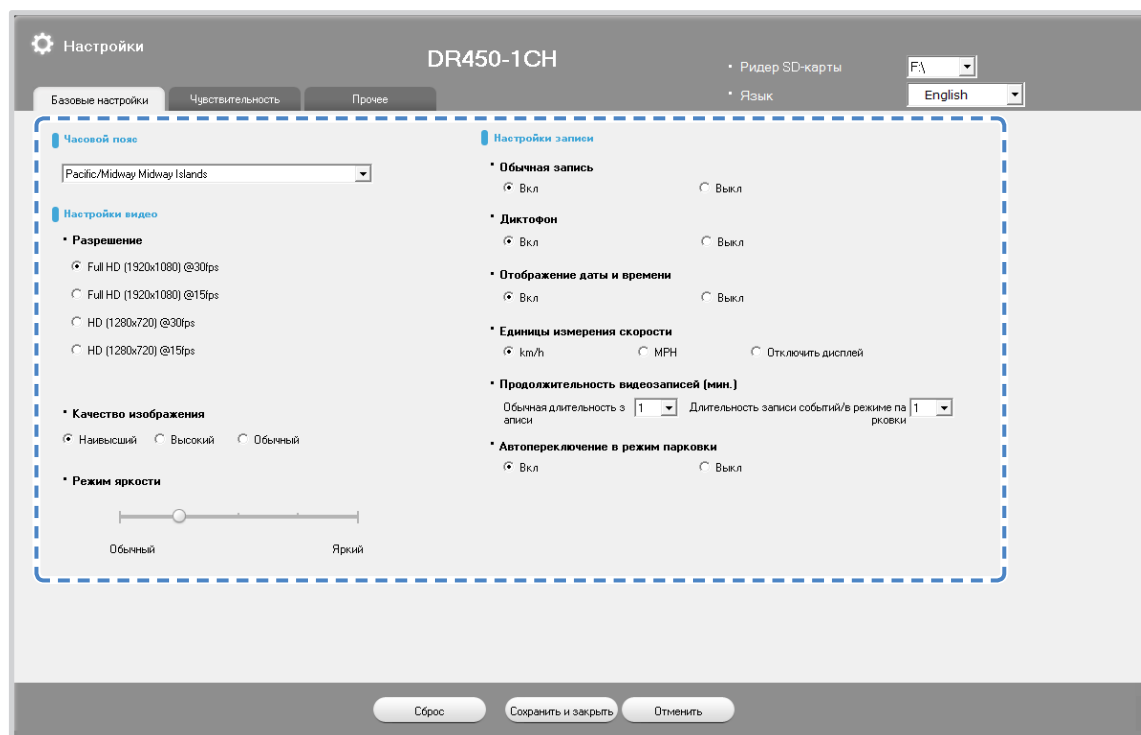 Настройки
DR450-1CH
• Ридер SD-карты F:\
• Язык English
Базовые настройки Чувствительность Прочее
Часовой пояс
Pacific/Midway Midway Islands
Настройки видео
• Разрешение
Full HD (1920x1080) @30fps
Full HD (1920x1080) @15fps
HD (1280x720) @30fps
HD (1280x720) @15fps
• Качество изображения
Наивысший Высокий Обычный
• Режим яркости
Обычный Яркий
Настройки записи
• Обычная запись
Вкл Выкл
• Диктофон
Вкл Выкл
• Отображение даты и времени
Вкл Выкл
• Единицы измерения скорости
km/h MPH Отключить дисплей
• Продолжительность видеозаписей (мин.)
Обычная длительность з 1 Длительность записи событий/в режиме па 1
аписи рковки
• Автопереключение в режим парковки
Вкл Выкл
Сброс Сохранить и закрыть Отменить